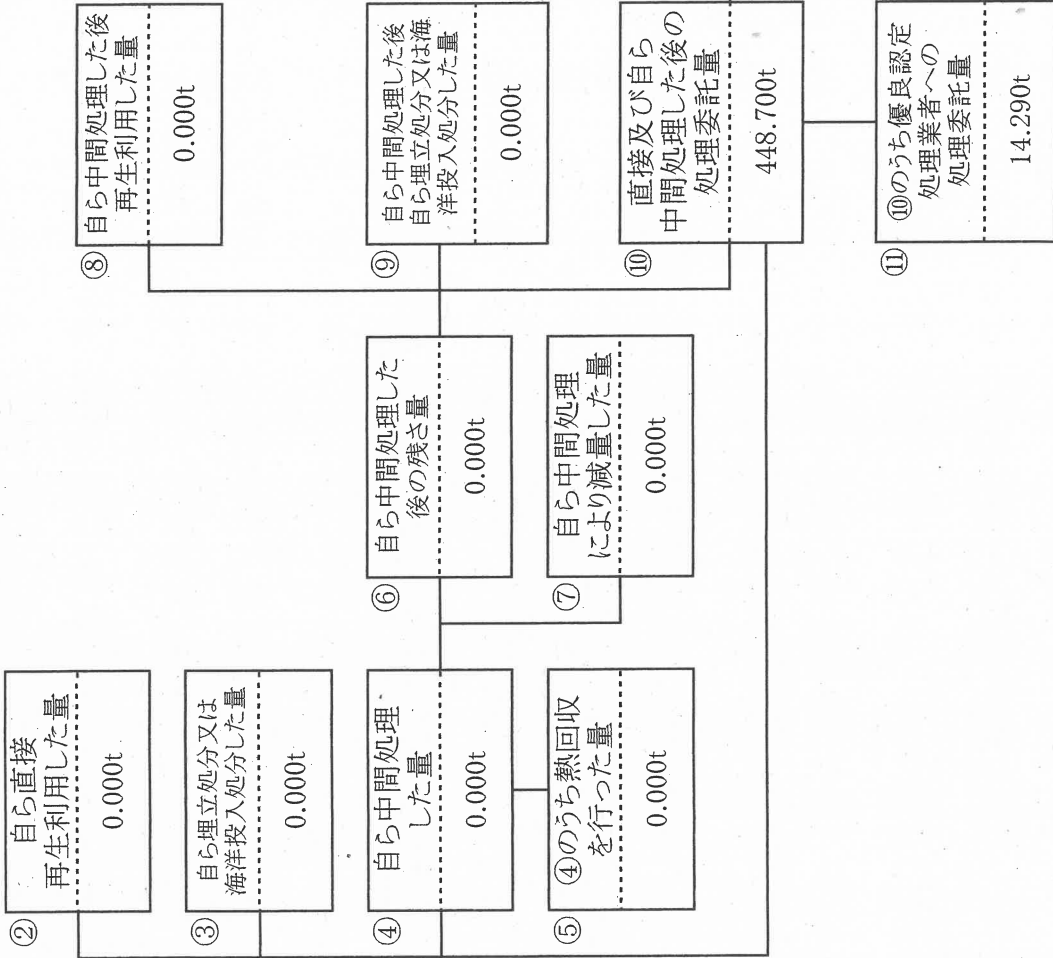 ②
自ら直接
再生利用した量
0.000t
③
自ら埋立処分又は
海洋投入処分した量
0.000t
④
自ら中間処理
した量
0.000t
⑤
④のうち熱回収
を行った量
0.000t
⑥
自ら中間処理した
後の残さ量
0.000t
⑦
自ら中間処理
により減量した量
0.000t
⑧
自ら中間処理した後
再生利用した量
0.000t
⑨
自ら中間処理した後
自ら埋立処分又は海
洋投入処分した量
0.000t
⑩
直接及び自ら
中間処理した後の
処理委託量
448.700t
⑪
⑩のうち優良認定
処理業者への
処理委託量
14.290t